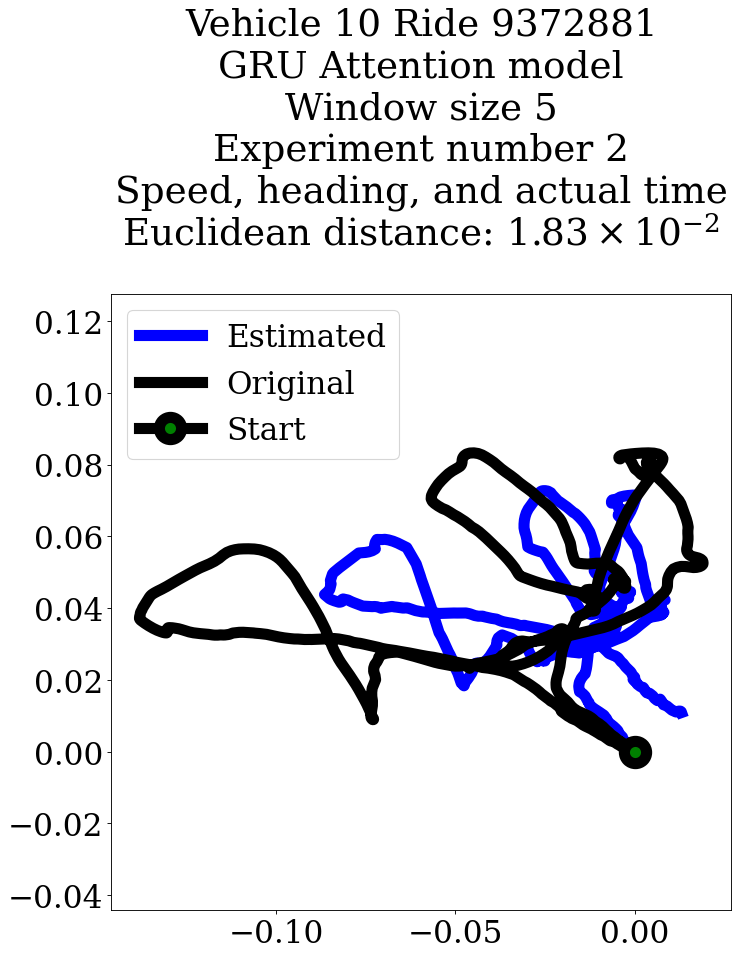 Vehicle 10 Ride 9372881
GRU Attention model
Window size 5
Experiment number 2
Speed, heading, and actual time
Euclidean distance: 1.83 × 10⁻²
Estimated
Original
Start
0.12
0.10
0.08
0.06
0.04
0.02
0.00
−0.02
−0.04
−0.10 −0.05 0.00